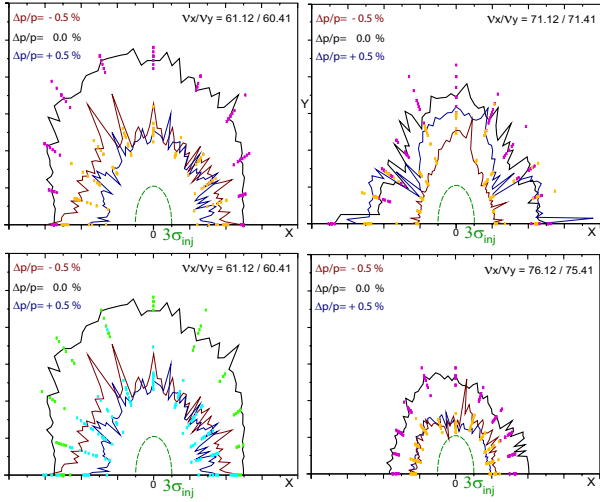 Δp/p= - 0.5 %
νx/νy = 61.12 / 60.41
Δp/p= 0.0 %
Δp/p= + 0.5 %
0
X
3σinj
Δp/p= - 0.5 %
νx/νy = 71.12 / 71.41
Δp/p= 0.0 %
Δp/p= + 0.5 %
Y
0
X
3σinj
Δp/p= - 0.5 %
νx/νy = 61.12 / 60.41
Δp/p= 0.0 %
Δp/p= + 0.5 %
0
X
3σinj
Δp/p= - 0.5 %
νx/νy = 76.12 / 75.41
Δp/p= 0.0 %
Δp/p= + 0.5 %
0
X
3σinj